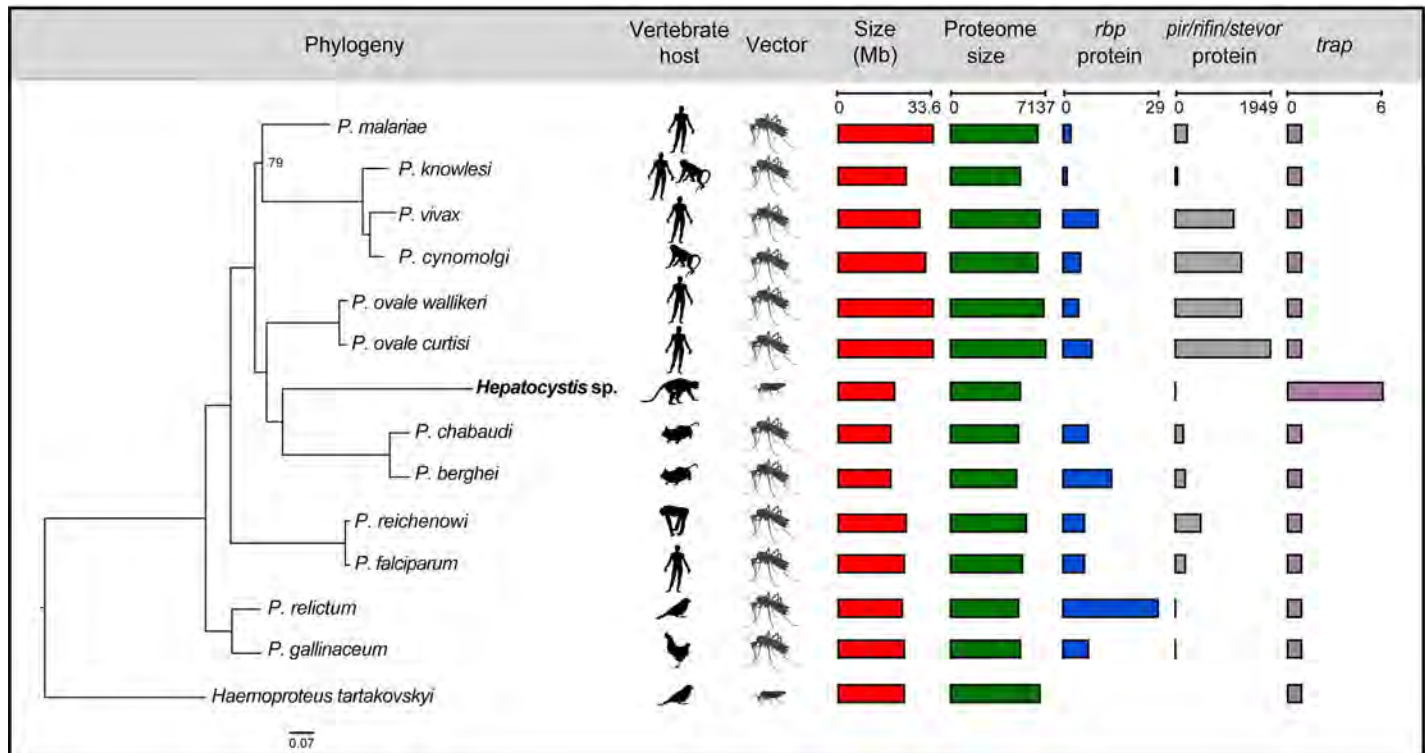 Phylogeny
Vertebrate host
Vector
Size (Mb)
Proteome size
rbp protein
pir/rifin/stevor protein
trap
0 33.6
0 7137
0 29
0 1949
0 6
P. malariae
79
P. knowlesi
P. vivax
P. cynomolgi
P. ovale wallikeri
P. ovale curtisi
Hepatocystis sp.
P. chabaudi
P. berghei
P. reichenowi
P. falciparum
P. relictum
P. gallinaceum
Haemoproteus tartakovskyi
0.07